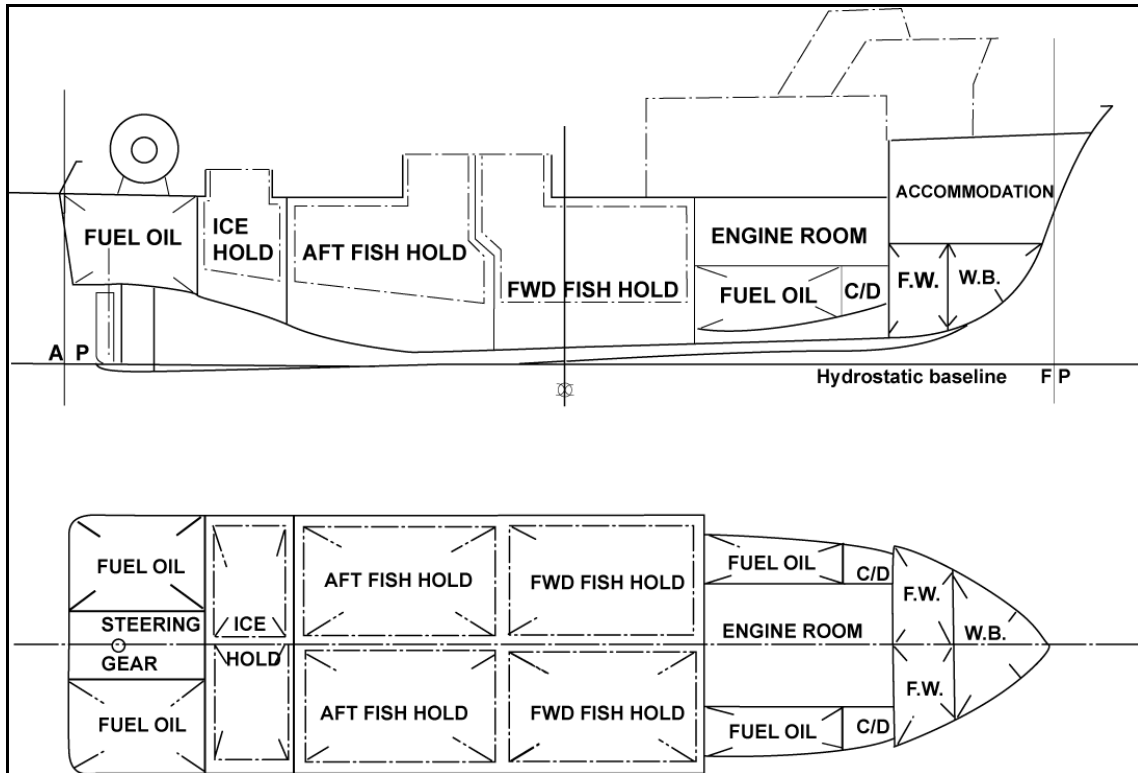 ACCOMMODATION
FUEL OIL
ICE
HOLD
AFT FISH HOLD
ENGINE ROOM
FWD FISH HOLD
FUEL OIL
C/D
F.W.
W.B.
A P
Hydrostatic baseline
F P
FUEL OIL
AFT FISH HOLD
FWD FISH HOLD
FUEL OIL
C/D
F.W.
STEERING
GEAR
ICE
HOLD
ENGINE ROOM
W.B.
F.W.
FUEL OIL
AFT FISH HOLD
FWD FISH HOLD
FUEL OIL
C/D